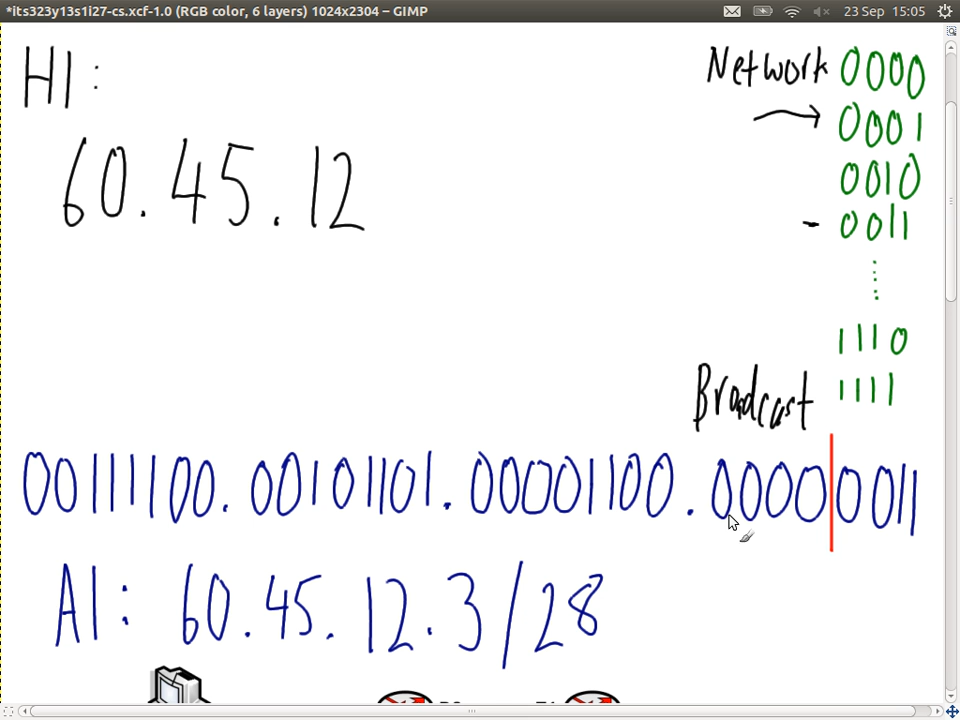 *its323y13s1i27-cs.xcf-1.0 (RGB color, 6 layers) 1024x2304 – GIMP
23 Sep 15:05
H1:
60.45.12
Network 0000
→ 0001
0010
- 0011
⋮
1110
Broadcast 1111
00111100.00101101.00001100.00000011
A1: 60.45.12.3/28